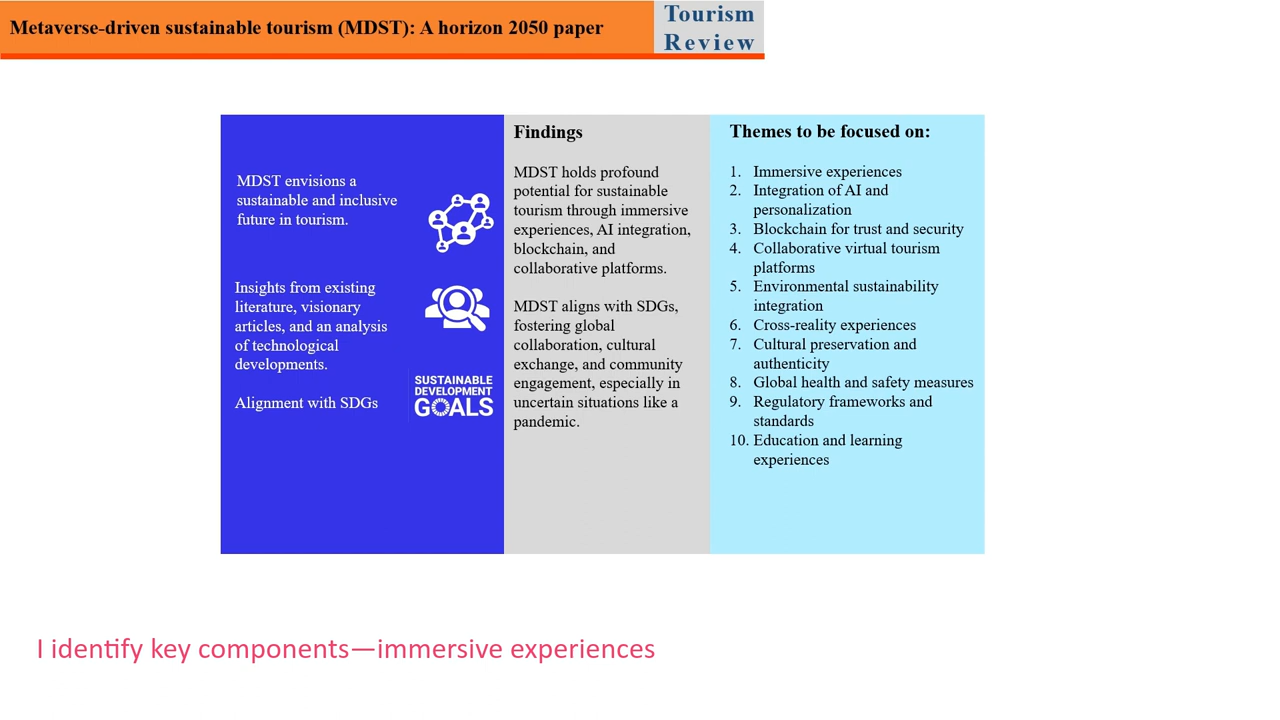 Metaverse-driven sustainable tourism (MDST): A horizon 2050 paper
Tourism
Review
MDST envisions a
sustainable and inclusive
future in tourism.
Insights from existing
literature, visionary
articles, and an analysis
of technological
developments.
Alignment with SDGs
SUSTAINABLE
DEVELOPMENT
GOALS
Findings
MDST holds profound
potential for sustainable
tourism through immersive
experiences, AI integration,
blockchain, and
collaborative platforms.
MDST aligns with SDGs,
fostering global
collaboration, cultural
exchange, and community
engagement, especially in
uncertain situations like a
pandemic.
Themes to be focused on:
1. Immersive experiences
2. Integration of AI and
personalization
3. Blockchain for trust and security
4. Collaborative virtual tourism
platforms
5. Environmental sustainability
integration
6. Cross-reality experiences
7. Cultural preservation and
authenticity
8. Global health and safety measures
9. Regulatory frameworks and
standards
10. Education and learning
experiences
I identify key components—immersive experiences